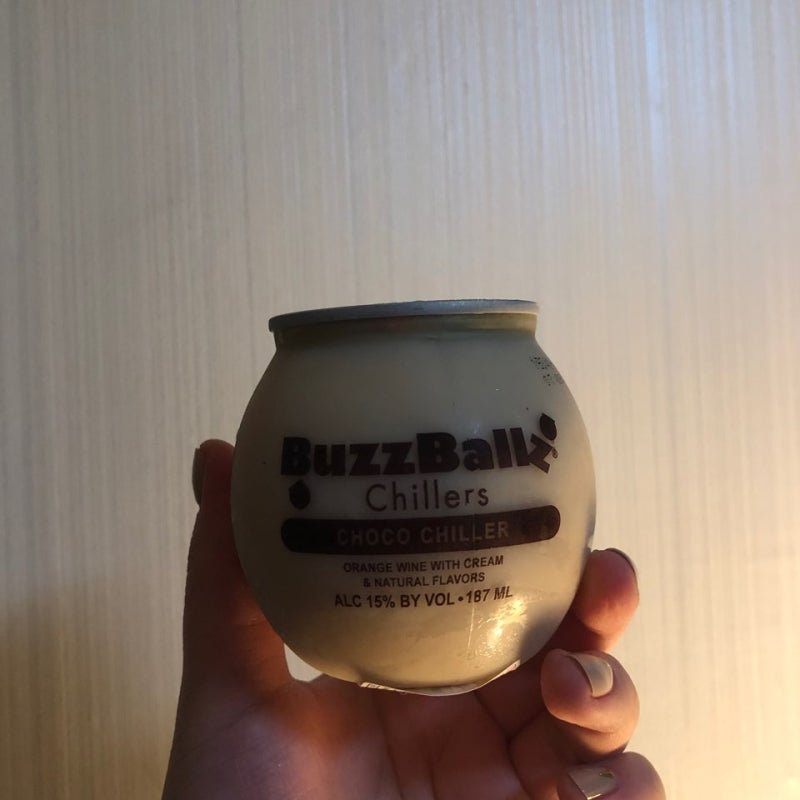 BuzzBallz
Chillers
CHOCO CHILLER
ORANGE WINE WITH CREAM
& NATURAL FLAVORS
ALC 15% BY VOL • 187 ML